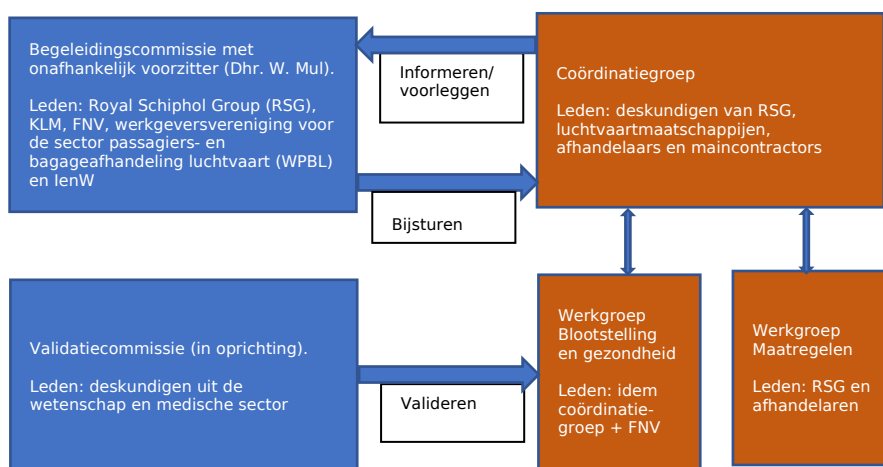 Begeleidingscommissie met
onafhankelijk voorzitter (Dhr. W. Mul).
Leden: Royal Schiphol Group (RSG),
KLM, FNV, werkgeversvereniging voor
de sector passagiers- en
bagageafhandeling luchtvaart (WPBL)
en IenW
Informeren/
voorleggen
Coördinatiegroep
Leden: deskundigen van RSG,
luchtvaartmaatschappijen,
afhandelaars en maincontractors
Bijsturen
Validatiecommissie (in oprichting).
Leden: deskundigen uit de
wetenschap en medische sector
Valideren
Werkgroep
Blootstelling
en gezondheid
Leden: idem
coördinatie-
groep + FNV
Werkgroep
Maatregelen
Leden: RSG en
afhandelaren